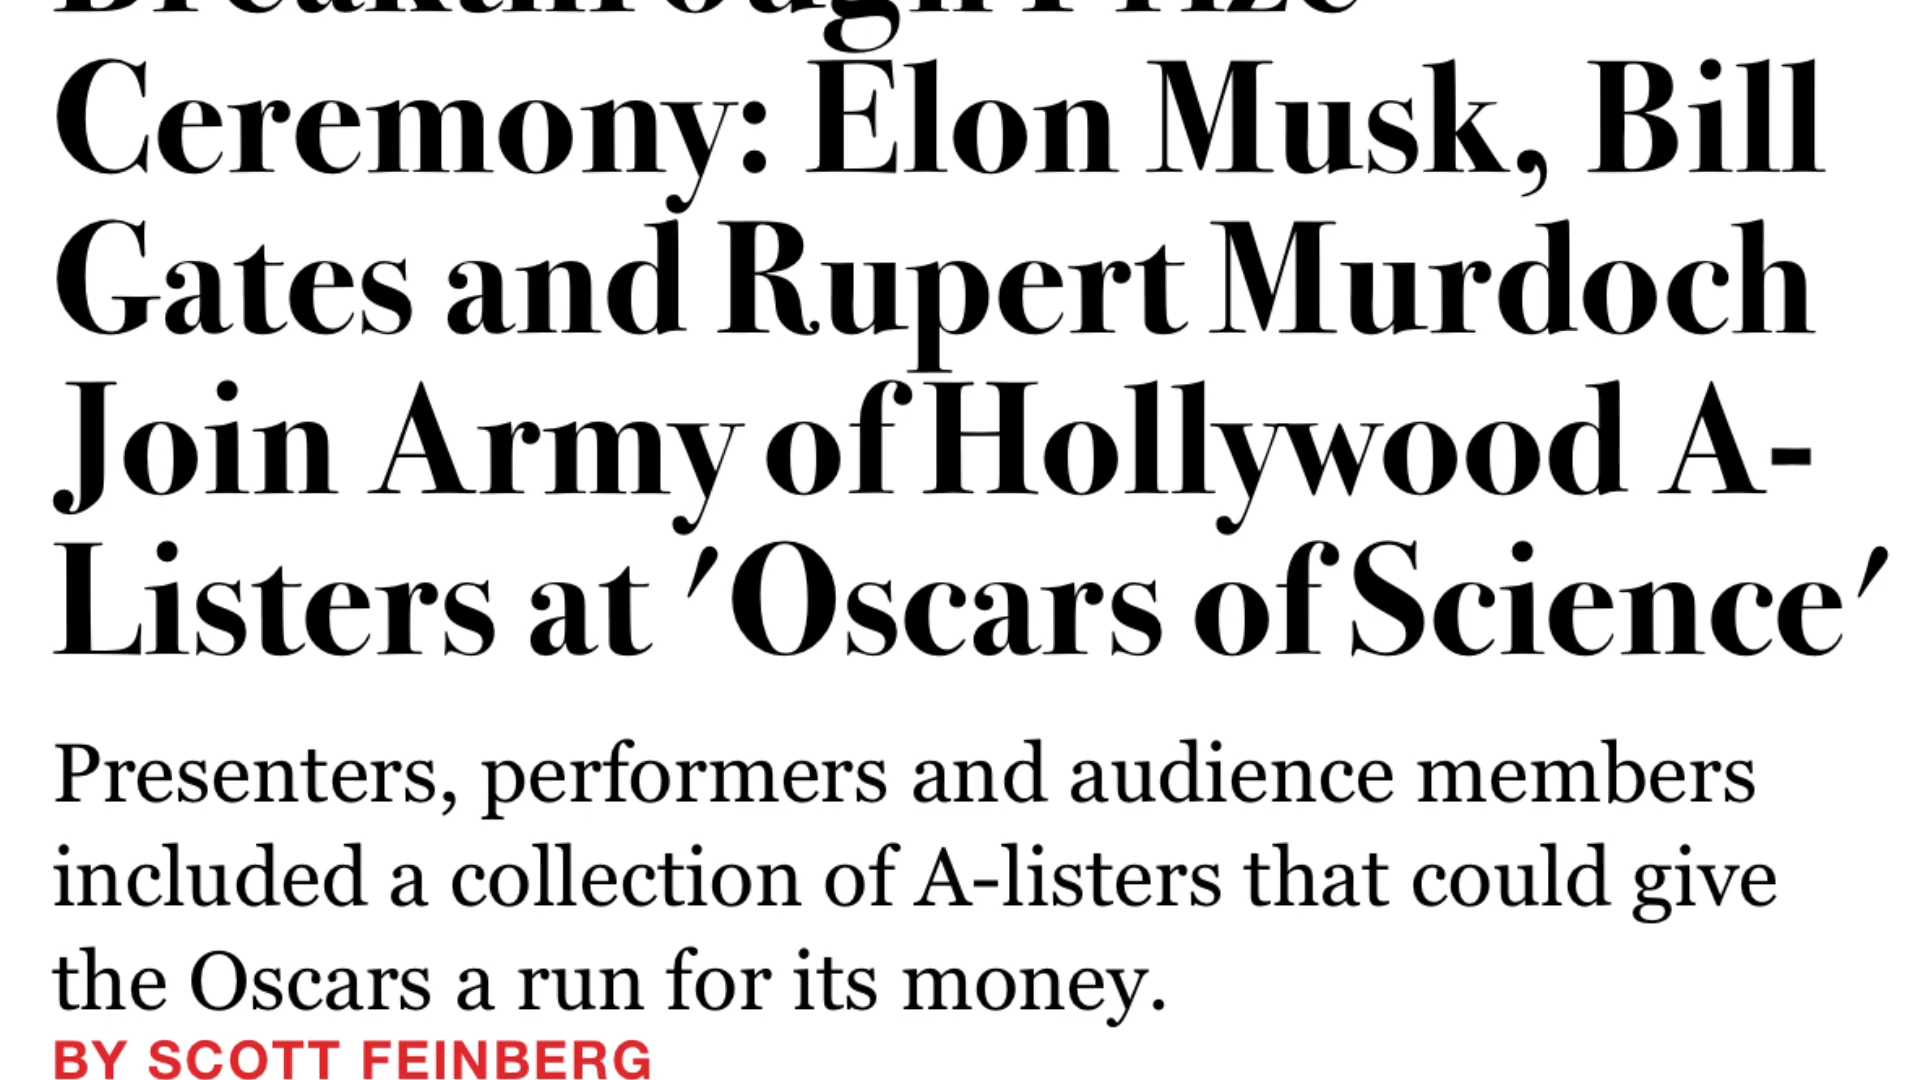 Breakthrough Prize
Ceremony: Elon Musk, Bill
Gates and Rupert Murdoch
Join Army of Hollywood A-
Listers at 'Oscars of Science'
Presenters, performers and audience members
included a collection of A-listers that could give
the Oscars a run for its money.
BY SCOTT FEINBERG